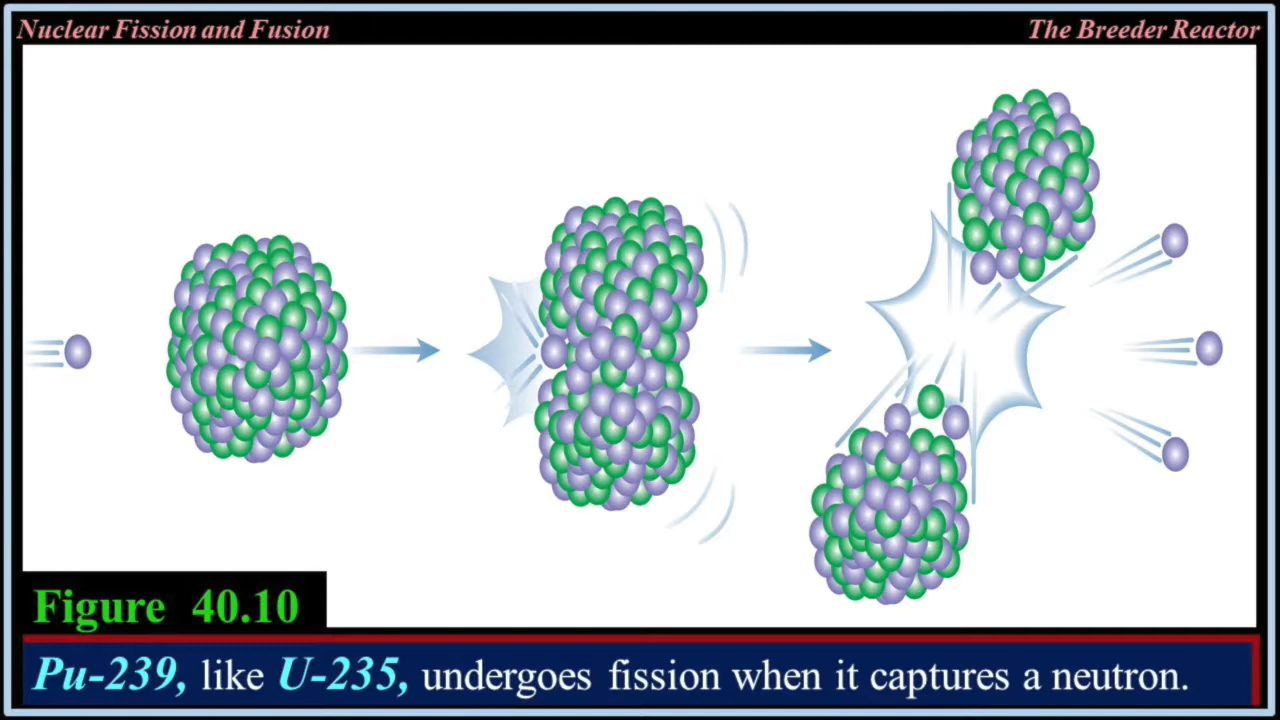 Nuclear Fission and Fusion
The Breeder Reactor
Figure 40.10
Pu-239, like U-235, undergoes fission when it captures a neutron.